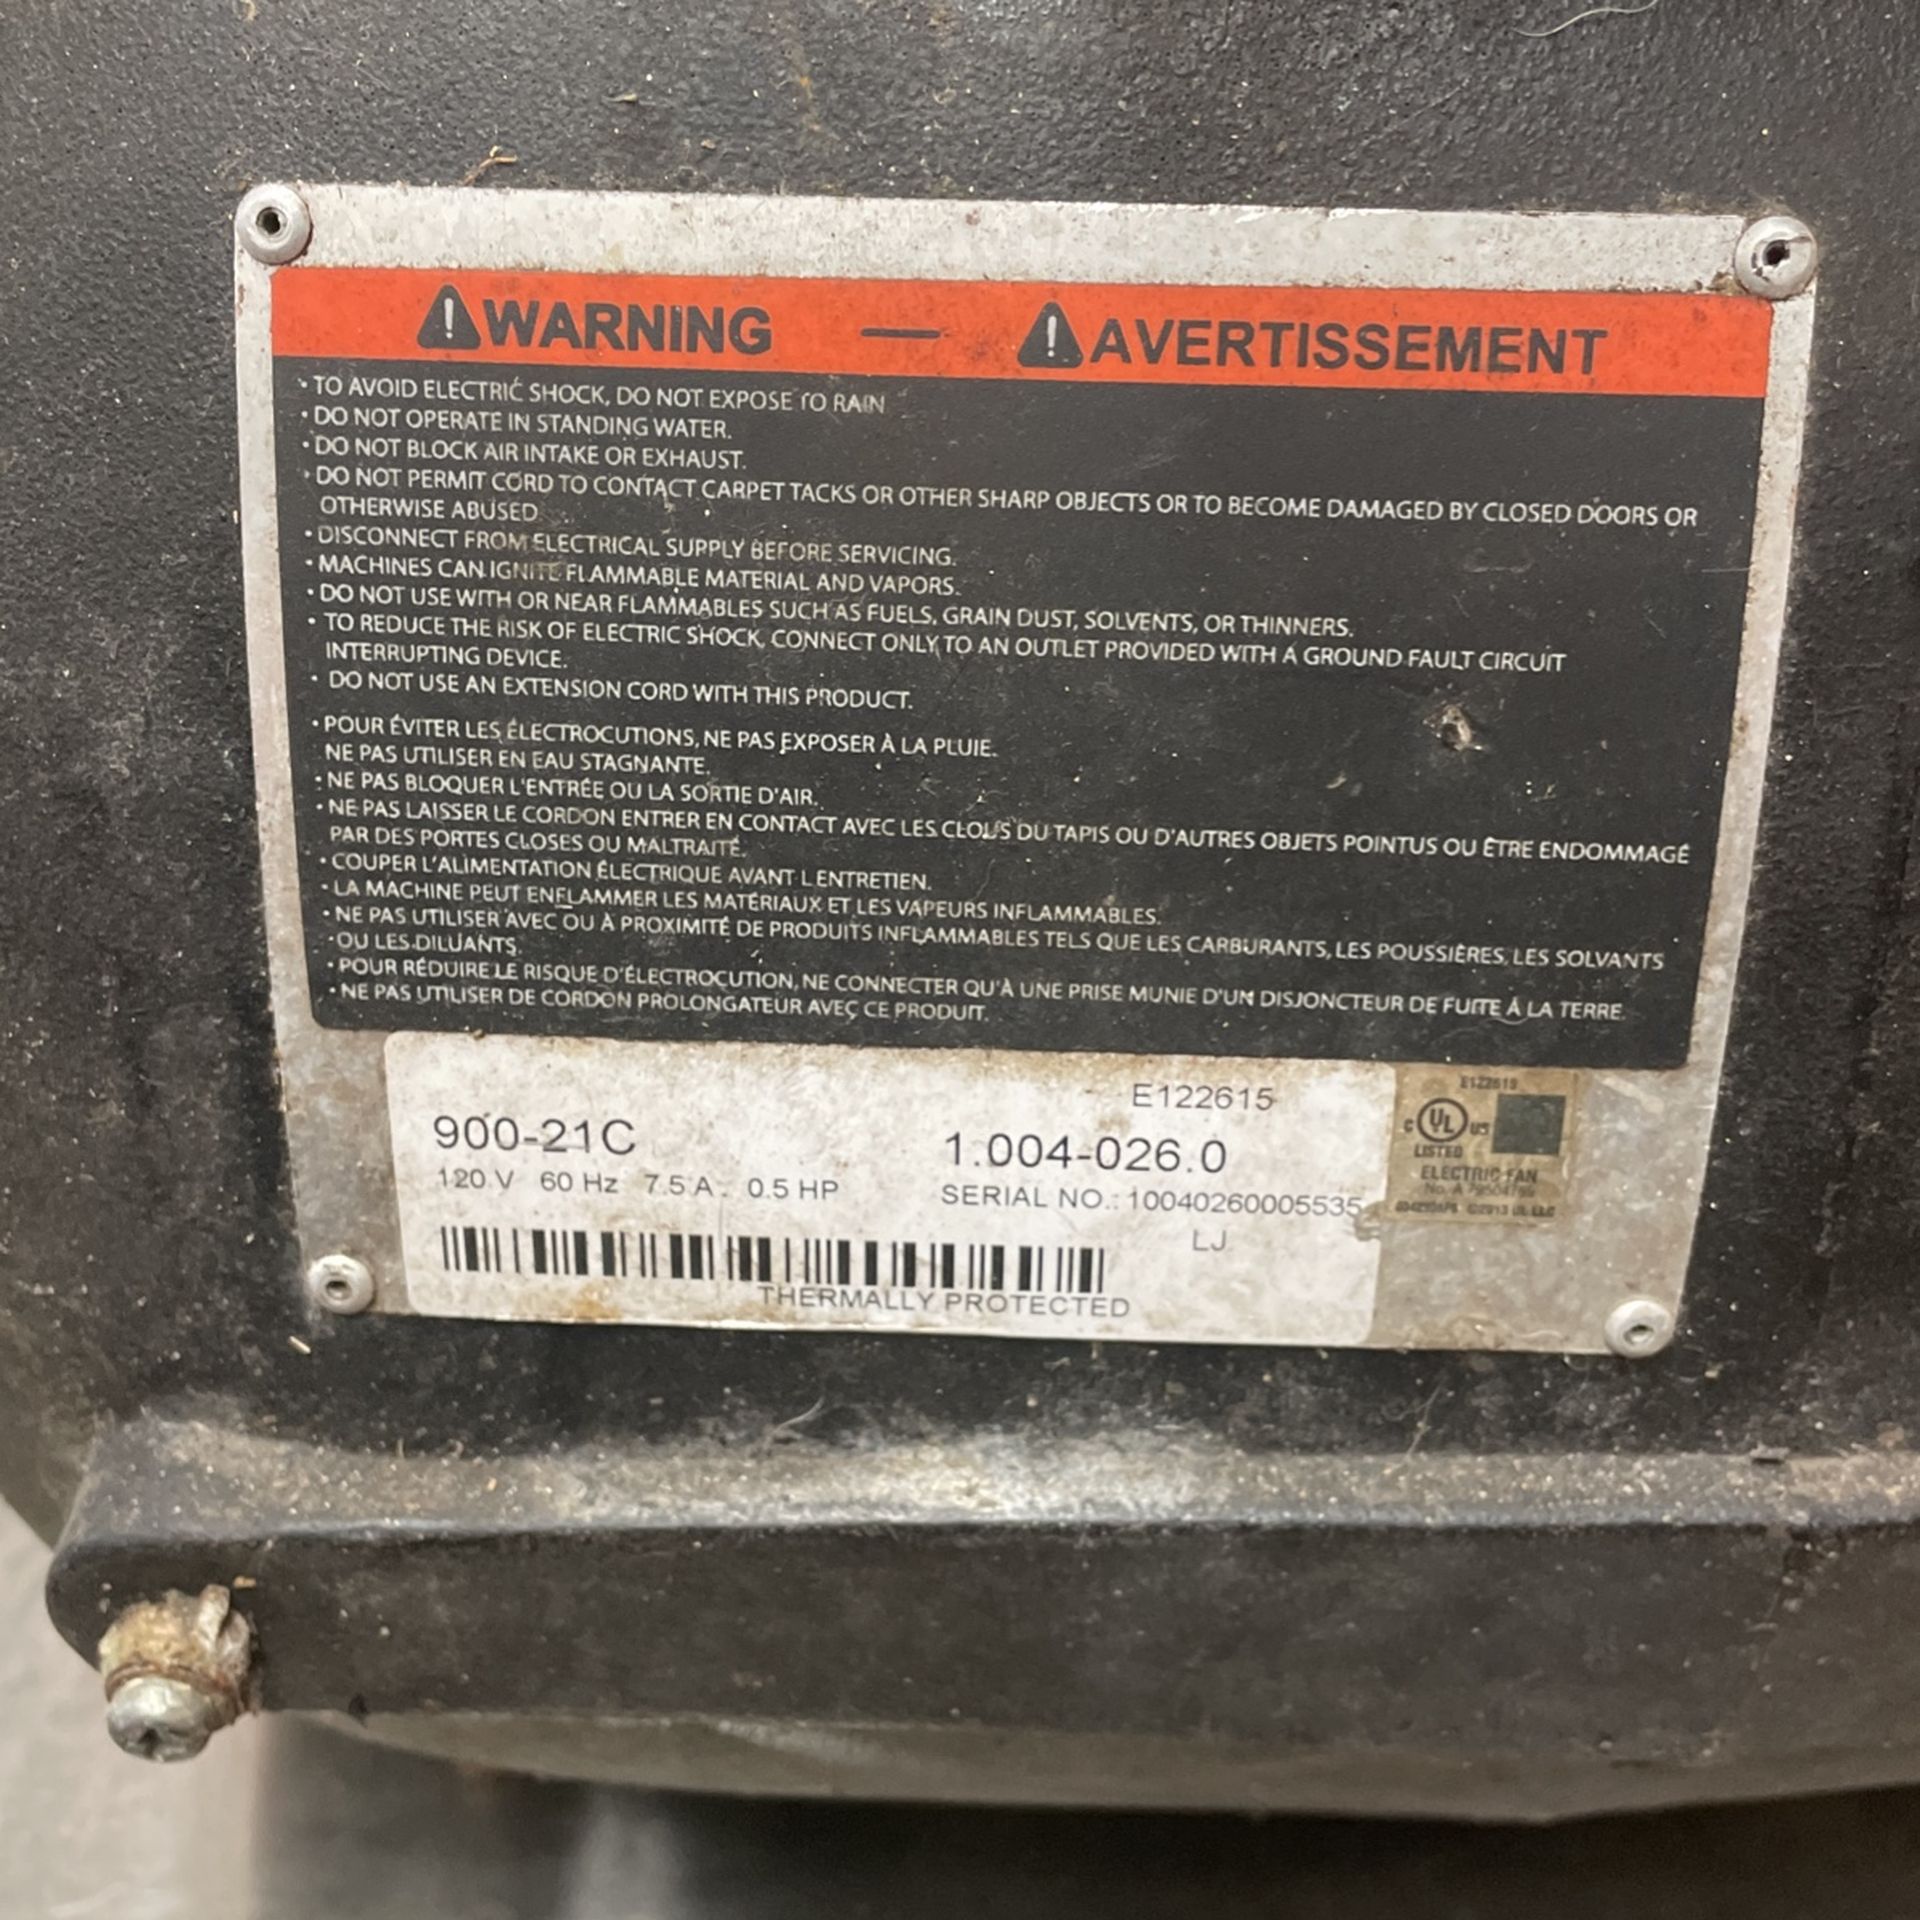 WARNING — AVERTISSEMENT
• TO AVOID ELECTRIC SHOCK, DO NOT EXPOSE TO RAIN
• DO NOT OPERATE IN STANDING WATER.
• DO NOT BLOCK AIR INTAKE OR EXHAUST.
• DO NOT PERMIT CORD TO CONTACT CARPET TACKS OR OTHER SHARP OBJECTS OR TO BECOME DAMAGED BY CLOSED DOORS OR
OTHERWISE ABUSED
• DISCONNECT FROM ELECTRICAL SUPPLY BEFORE SERVICING.
• MACHINES CAN IGNITE FLAMMABLE MATERIAL AND VAPORS.
• DO NOT USE WITH OR NEAR FLAMMABLES SUCH AS FUELS, GRAIN DUST, SOLVENTS, OR THINNERS.
• TO REDUCE THE RISK OF ELECTRIC SHOCK, CONNECT ONLY TO AN OUTLET PROVIDED WITH A GROUND FAULT CIRCUIT
INTERRUPTING DEVICE.
• DO NOT USE AN EXTENSION CORD WITH THIS PRODUCT.
• POUR ÉVITER LES ÉLECTROCUTIONS, NE PAS EXPOSER À LA PLUIE.
NE PAS UTILISER EN EAU STAGNANTE.
• NE PAS BLOQUER L'ENTRÉE OU LA SORTIE D'AIR.
• NE PAS LAISSER LE CORDON ENTRER EN CONTACT AVEC LES CLOUS DU TAPIS OU D'AUTRES OBJETS POINTUS OU ÊTRE ENDOMMAGÉ
PAR DES PORTES CLOSES OU MALTRAITÉ.
• COUPER L'ALIMENTATION ÉLECTRIQUE AVANT L'ENTRETIEN.
• LA MACHINE PEUT ENFLAMMER LES MATÉRIAUX ET LES VAPEURS INFLAMMABLES.
• NE PAS UTILISER AVEC OU À PROXIMITÉ DE PRODUITS INFLAMMABLES TELS QUE LES CARBURANTS, LES POUSSIÈRES, LES SOLVANTS
• OU LES DILUANTS.
• POUR RÉDUIRE LE RISQUE D'ÉLECTROCUTION, NE CONNECTER QU'À UNE PRISE MUNIE D'UN DISJONCTEUR DE FUITE À LA TERRE.
• NE PAS UTILISER DE CORDON PROLONGATEUR AVEC CE PRODUIT.
E122615
900-21C 1.004-026.0
120 V 60 Hz 7.5 A. 0.5 HP SERIAL NO.: 10040260005535
LJ
THERMALLY PROTECTED
E122615
C UL US
LISTED
ELECTRIC FAN
No. A
©2013 UL LLC